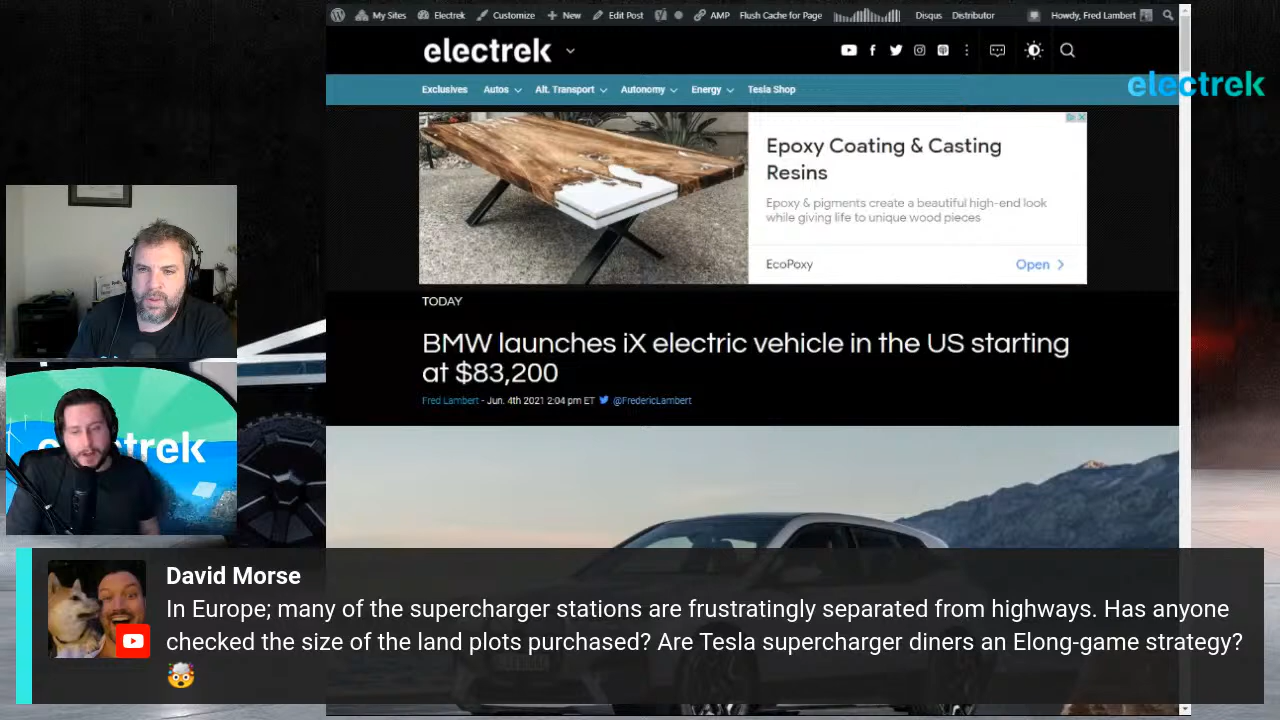 My Sites
Electrek
Customize
New
Edit Post
AMP
Flush Cache for Page
Disqus
Distributor
Howdy, Fred Lambert
electrek
Exclusives
Autos
Alt. Transport
Autonomy
Energy
Tesla Shop
electrek
Epoxy Coating & Casting
Resins
Epoxy & pigments create a beautiful high-end look
while giving life to unique wood pieces
EcoPoxy
Open
TODAY
BMW launches iX electric vehicle in the US starting
at $83,200
Fred Lambert - Jun. 4th 2021 2:04 pm ET @FredericLambert
trek
David Morse
In Europe; many of the supercharger stations are frustratingly separated from highways. Has anyone
checked the size of the land plots purchased? Are Tesla supercharger diners an Elong-game strategy?
🤯